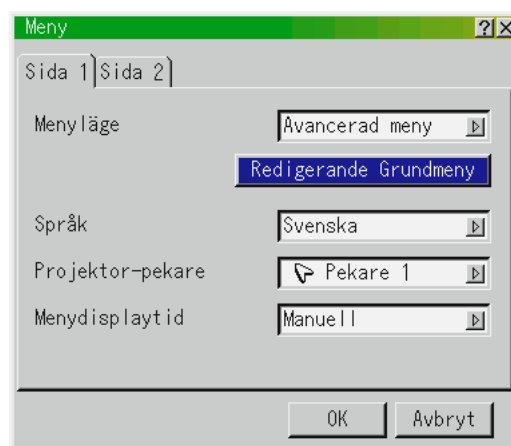 Meny
Sida 1 Sida 2
Menyläge Avancerad meny
Redigerande Grundmeny
Språk Svenska
Projektor-pekare Pekare 1
Menydisplaytid Manuell
OK Avbryt